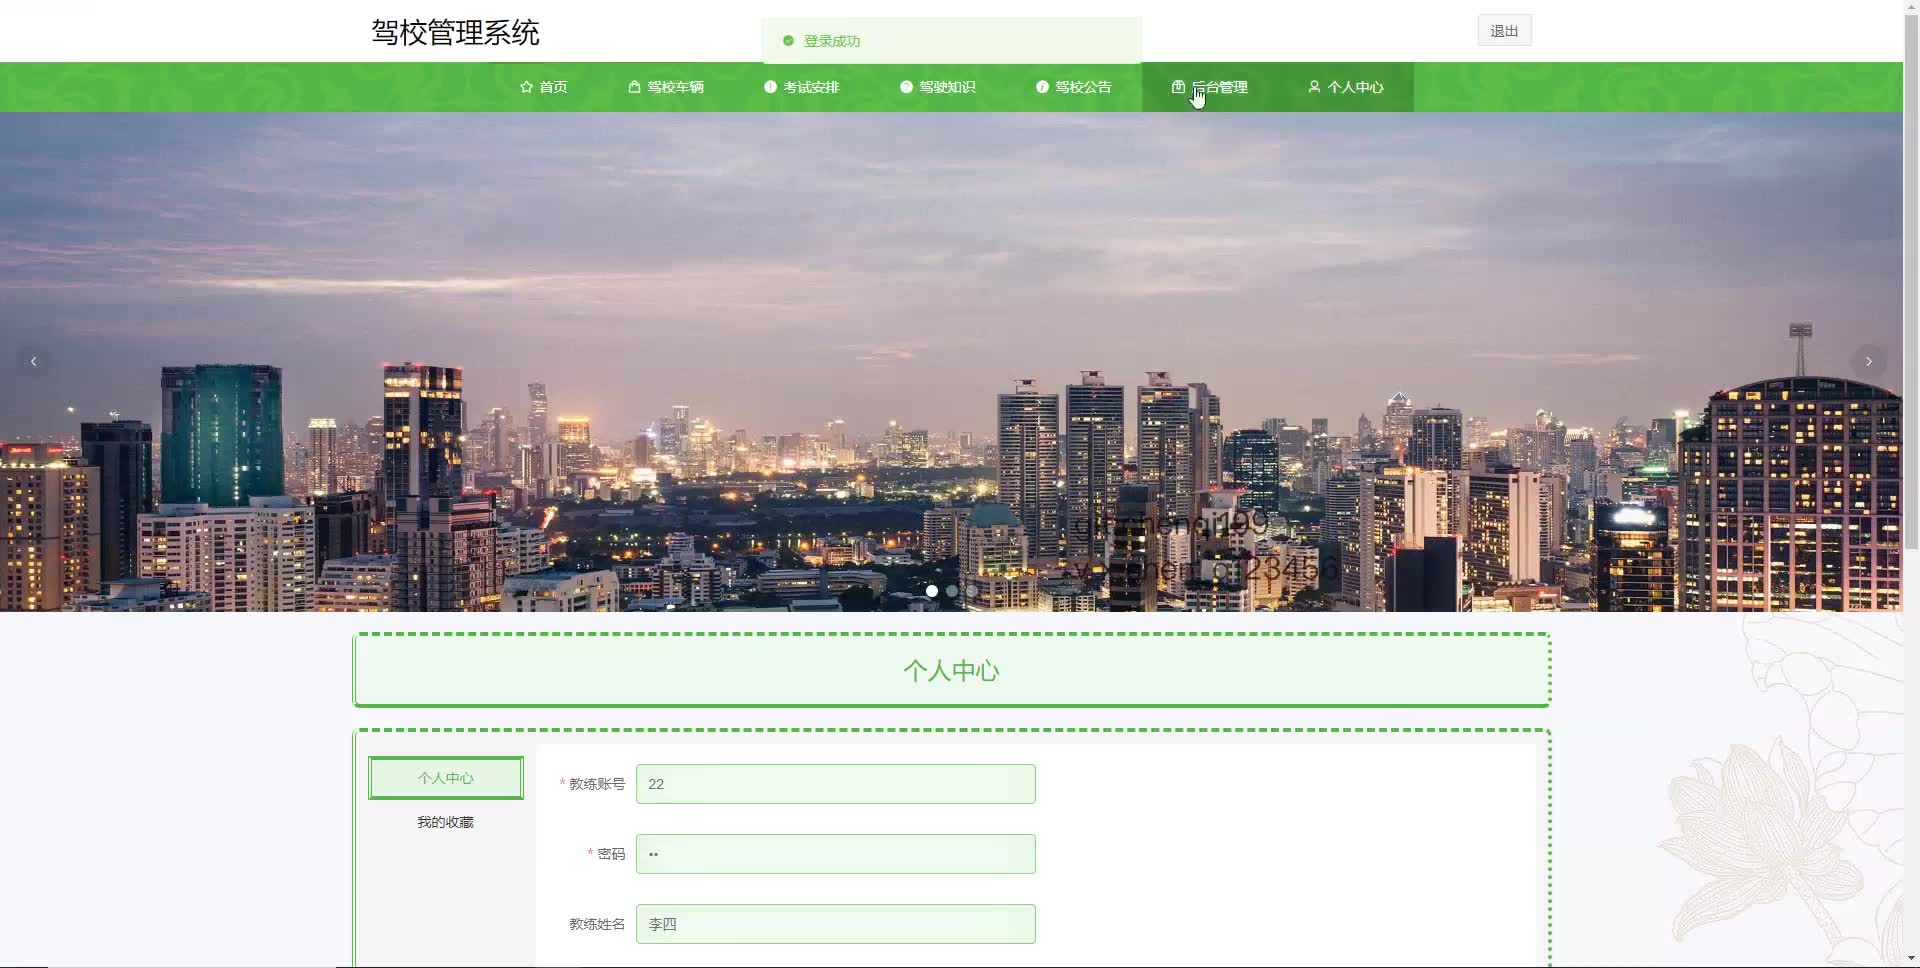 驾校管理系统
登录成功
退出
首页
驾校车辆
考试安排
驾驶知识
驾校公告
后台管理
个人中心
个人中心
个人中心
我的收藏
* 教练账号
22
* 密码
••
教练姓名
李四